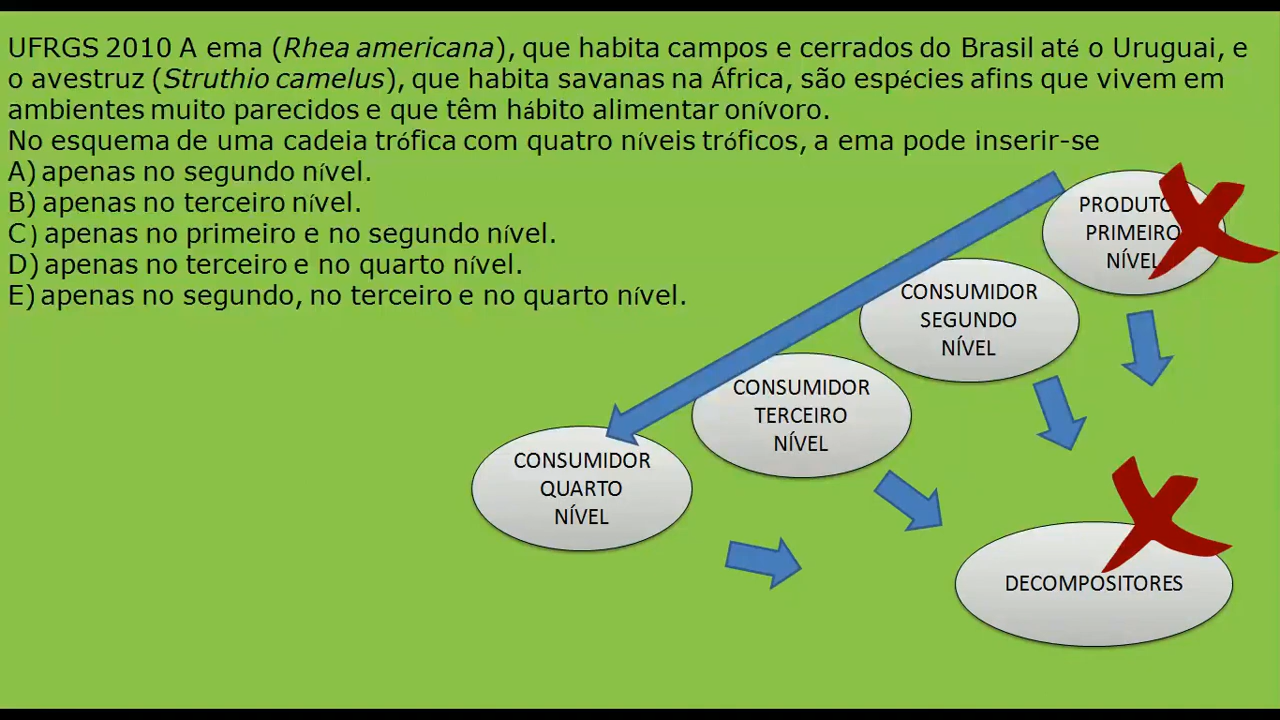 UFRGS 2010 A ema (Rhea americana), que habita campos e cerrados do Brasil até o Uruguai, e
o avestruz (Struthio camelus), que habita savanas na África, são espécies afins que vivem em
ambientes muito parecidos e que têm hábito alimentar onívoro.
No esquema de uma cadeia trófica com quatro níveis tróficos, a ema pode inserir-se
A) apenas no segundo nível.
B) apenas no terceiro nível.
C) apenas no primeiro e no segundo nível.
D) apenas no terceiro e no quarto nível.
E) apenas no segundo, no terceiro e no quarto nível.
PRIMEIRO
NÍVEL
CONSUMIDOR
SEGUNDO
NÍVEL
CONSUMIDOR
TERCEIRO
NÍVEL
CONSUMIDOR
QUARTO
NÍVEL
DECOMPOSITORES